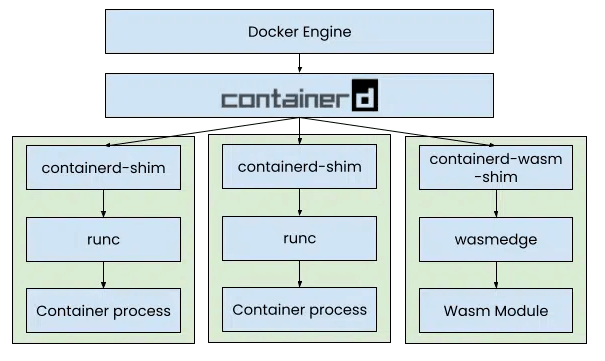 Docker Engine
containerd
containerd-shim
containerd-shim
containerd-wasm
-shim
runc
runc
wasmedge
Container process
Container process
Wasm Module